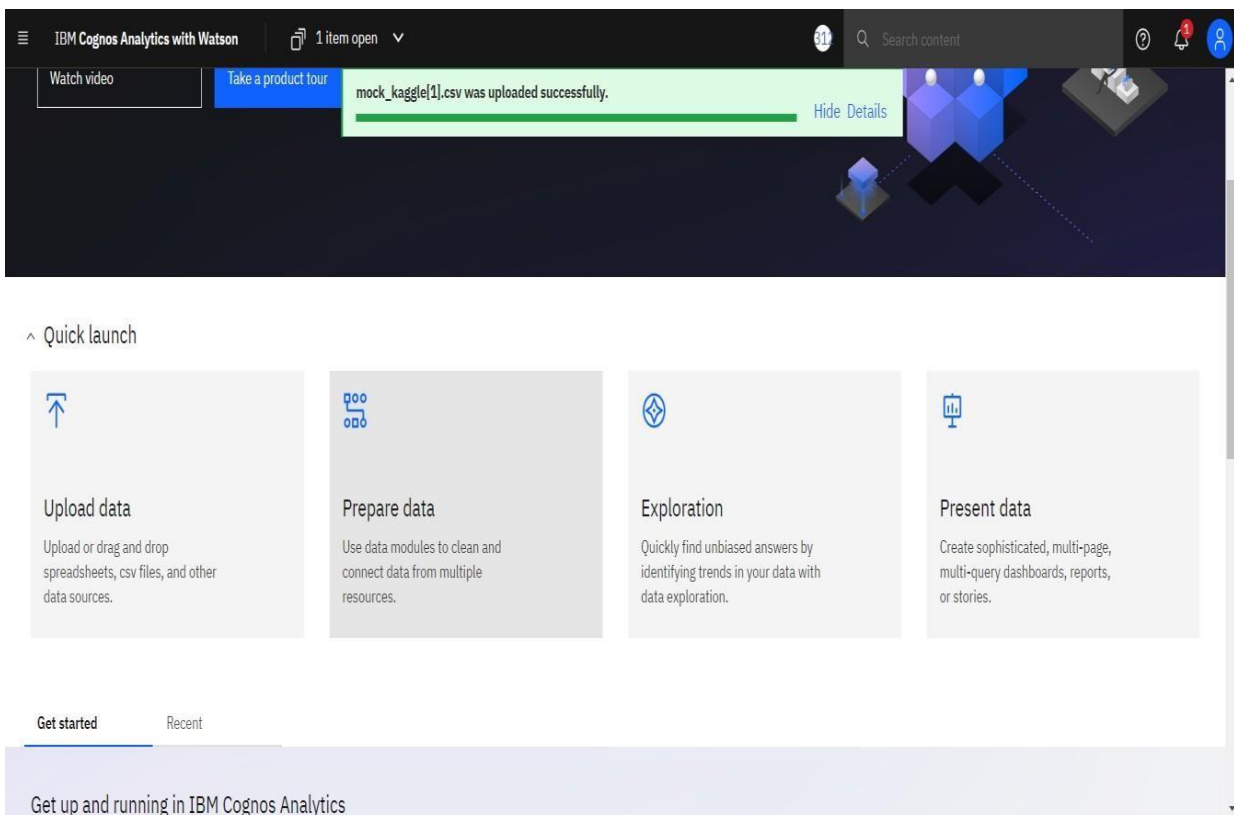 IBM Cognos Analytics with Watson
1 item open
312
Search content
1
Watch video
Take a product tour
mock_kaggle[1].csv was uploaded successfully.
Hide Details
Quick launch
Upload data
Upload or drag and drop
spreadsheets, csv files, and other
data sources.
Prepare data
Use data modules to clean and
connect data from multiple
resources.
Exploration
Quickly find unbiased answers by
identifying trends in your data with
data exploration.
Present data
Create sophisticated, multi-page,
multi-query dashboards, reports,
or stories.
Get started
Recent
Get up and running in IBM Cognos Analytics